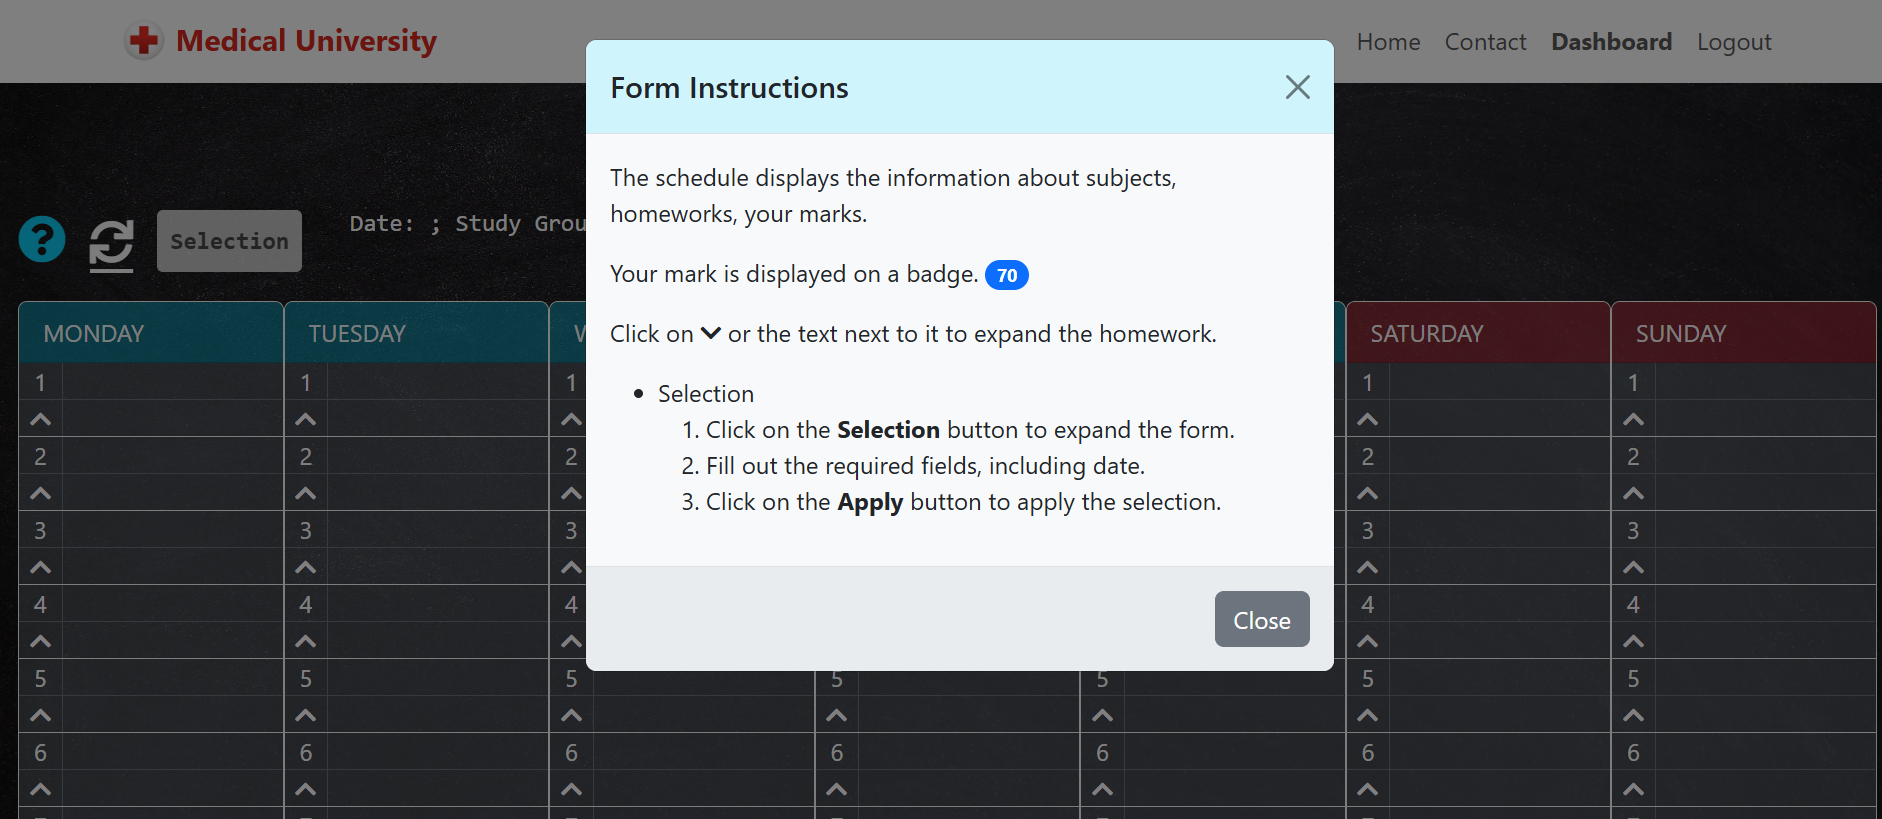 Medical University
Home Contact Dashboard Logout
Form Instructions
The schedule displays the information about subjects,
homeworks, your marks.
Your mark is displayed on a badge. 70
Click on or the text next to it to expand the homework.
• Selection
1. Click on the Selection button to expand the form.
2. Fill out the required fields, including date.
3. Click on the Apply button to apply the selection.
Close
?
Selection
Date: ; Study Grou
MONDAY TUESDAY W SATURDAY SUNDAY
1 1 1 1 1
2 2 2 2 2
3 3 3 3 3
4 4 4 4 4
5 5 5 5 5 5 5
6 6 6 6 6 6 6